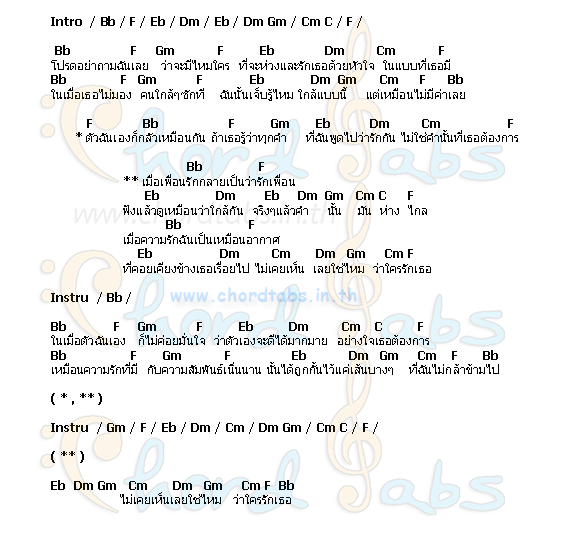 Intro / Bb / F / Eb / Dm / Eb / Dm Gm / Cm C / F /
Bb F Gm F Eb Dm Cm F
โปรดอย่าถามฉันเลย ว่าจะมีไหมใคร ที่จะห่วงและรักเธอด้วยหัวใจ ในแบบที่เธอมี
Bb F Gm F Eb Dm Gm Cm F Bb
ในเมื่อเธอไม่มอง คนใกล้ๆซักที ฉันนั้นเจ็บรู้ไหม ใกล้แบบนี้ แต่เหมือนไม่มีค่าเลย
F Bb F Gm Eb Dm Cm F
* ตัวฉันเองก็กลัวเหมือนกัน ถ้าเธอรู้ว่าทุกคำ ที่ฉันพูดไปว่ารักกัน ไม่ใช่คำนั้นที่เธอต้องการ
Bb F
** เมื่อเพื่อนรักกลายเป็นว่ารักเพื่อน
Eb Dm Eb Dm Gm Cm C F
ฟังแล้วดูเหมือนว่าใกล้กัน จริงๆแล้วคำ นั้น มัน ห่าง ไกล
Bb F
เมื่อความรักฉันเป็นเหมือนอากาศ
Eb Dm Cm Dm Gm Cm F
ที่คอยเคียงข้างเธอเรื่อยไป ไม่เคยเห็น เลยใช่ไหม ว่าใครรักเธอ
www.chordtabs.in.th
Instru / Bb /
Bb F Gm F Eb Dm Cm C F
ในเมื่อตัวฉันเอง ก็ไม่ค่อยมั่นใจ ว่าตัวเองจะดีได้มากมาย อย่างใจเธอต้องการ
Bb F Gm F Eb Dm Gm Cm F Bb
เหมือนความรักที่มี กับความสัมพันธ์เนิ่นนาน นั้นได้ถูกกั้นไว้แค่เส้นบางๆ ที่ฉันไม่กล้าข้ามไป
( * , ** )
Instru / Gm / F / Eb / Dm / Cm / Dm Gm / Cm C / F /
( ** )
Eb Dm Gm Cm Dm Gm Cm F Bb
ไม่เคยเห็นเลยใช่ไหม ว่าใครรักเธอ